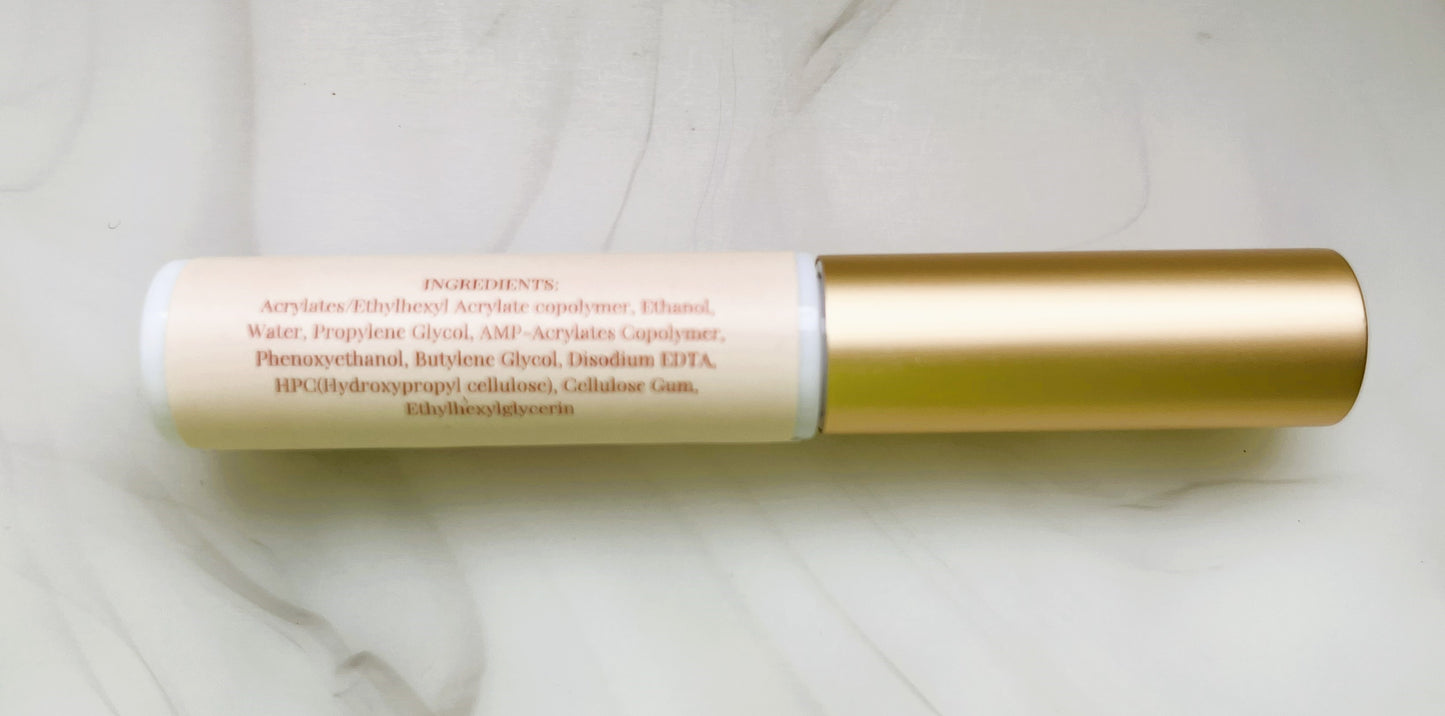 INGREDIENTS:
Acrylates/Ethylhexyl Acrylate copolymer, Ethanol,
Water, Propylene Glycol, AMP-Acrylates Copolymer,
Phenoxyethanol, Butylene Glycol, Disodium EDTA,
HPC(Hydroxypropyl cellulose), Cellulose Gum,
Ethylhexylglycerin